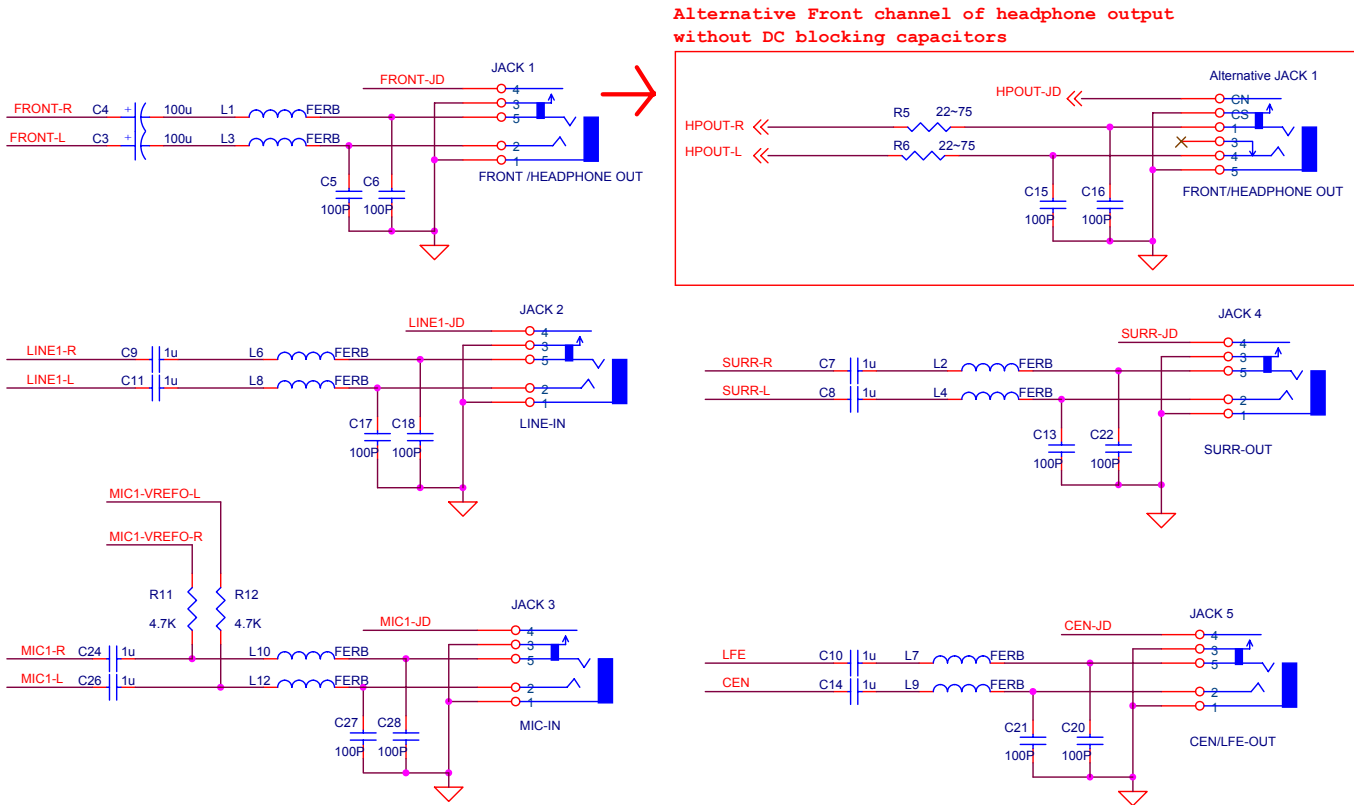 Alternative Front channel of headphone output
without DC blocking capacitors
JACK 1
FRONT-JD
4
3
FRONT-R C4 + 100u L1 FERB 5
FRONT-L C3 + 100u L3 FERB 2
1
C5 C6 FRONT /HEADPHONE OUT
100P 100P
Alternative JACK 1
HPOUT-JD CN
CS
HPOUT-R R5 22~75 1
3
HPOUT-L R6 22~75 4
5
C15 C16 FRONT/HEADPHONE OUT
100P 100P
JACK 2
LINE1-JD 4
3
LINE1-R C9 1u L6 FERB 5
LINE1-L C11 1u L8 FERB 2
1
C17 C18 LINE-IN
100P 100P
JACK 4
SURR-JD 4
3
SURR-R C7 1u L2 FERB 5
SURR-L C8 1u L4 FERB 2
1
C13 C22 SURR-OUT
100P 100P
MIC1-VREFO-L
MIC1-VREFO-R
R11 R12
4.7K 4.7K
JACK 3
MIC1-JD 4
3
MIC1-R C24 1u L10 FERB 5
MIC1-L C26 1u L12 FERB 2
1
C27 C28 MIC-IN
100P 100P
JACK 5
CEN-JD 4
3
LFE C10 1u L7 FERB 5
CEN C14 1u L9 FERB 2
1
C21 C20 CEN/LFE-OUT
100P 100P